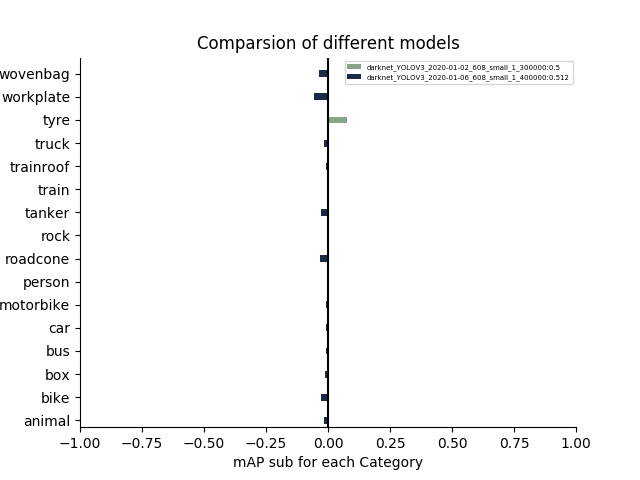 Comparsion of different models
darknet_YOLOV3_2020-01-02_608_small_1_300000:0.5
darknet_YOLOV3_2020-01-06_608_small_1_400000:0.512
wovenbag
workplate
tyre
truck
trainroof
train
tanker
rock
roadcone
person
motorbike
car
bus
box
bike
animal
−1.00 −0.75 −0.50 −0.25 0.00 0.25 0.50 0.75 1.00
mAP sub for each Category